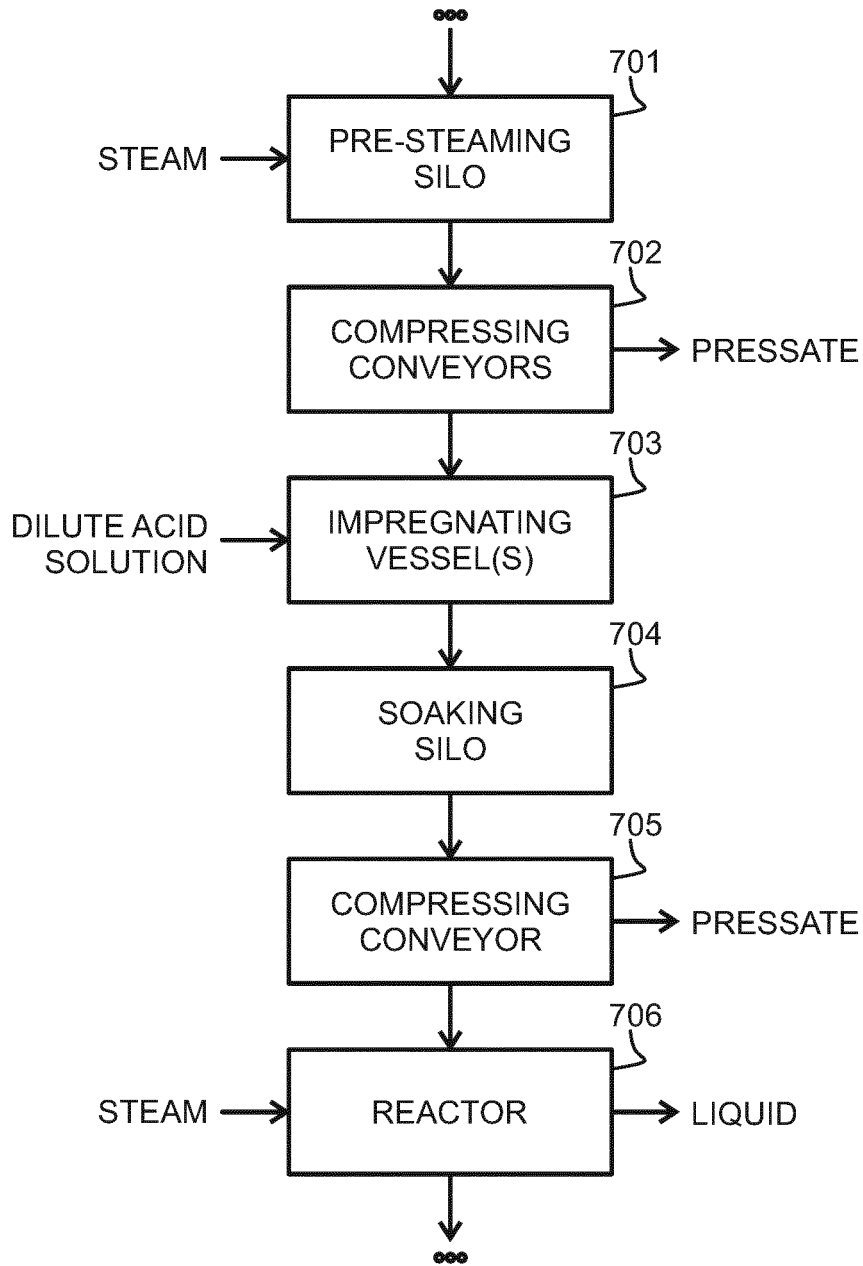 701
STEAM
PRE-STEAMING
SILO
702
COMPRESSING
CONVEYORS
PRESSATE
703
DILUTE ACID
SOLUTION
IMPREGNATING
VESSEL(S)
704
SOAKING
SILO
705
COMPRESSING
CONVEYOR
PRESSATE
706
STEAM
REACTOR
LIQUID